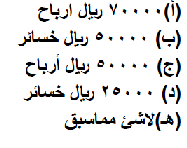 (أ) ٧٠٠٠٠ ريال ارباح
(ب) ٥٠٠٠٠ ريال خسائر
(ج) ٥٠٠٠٠ ريال أرباح
(د) ٢٥٠٠٠ ريال خسائر
(هـ) لاشئ مماسبق